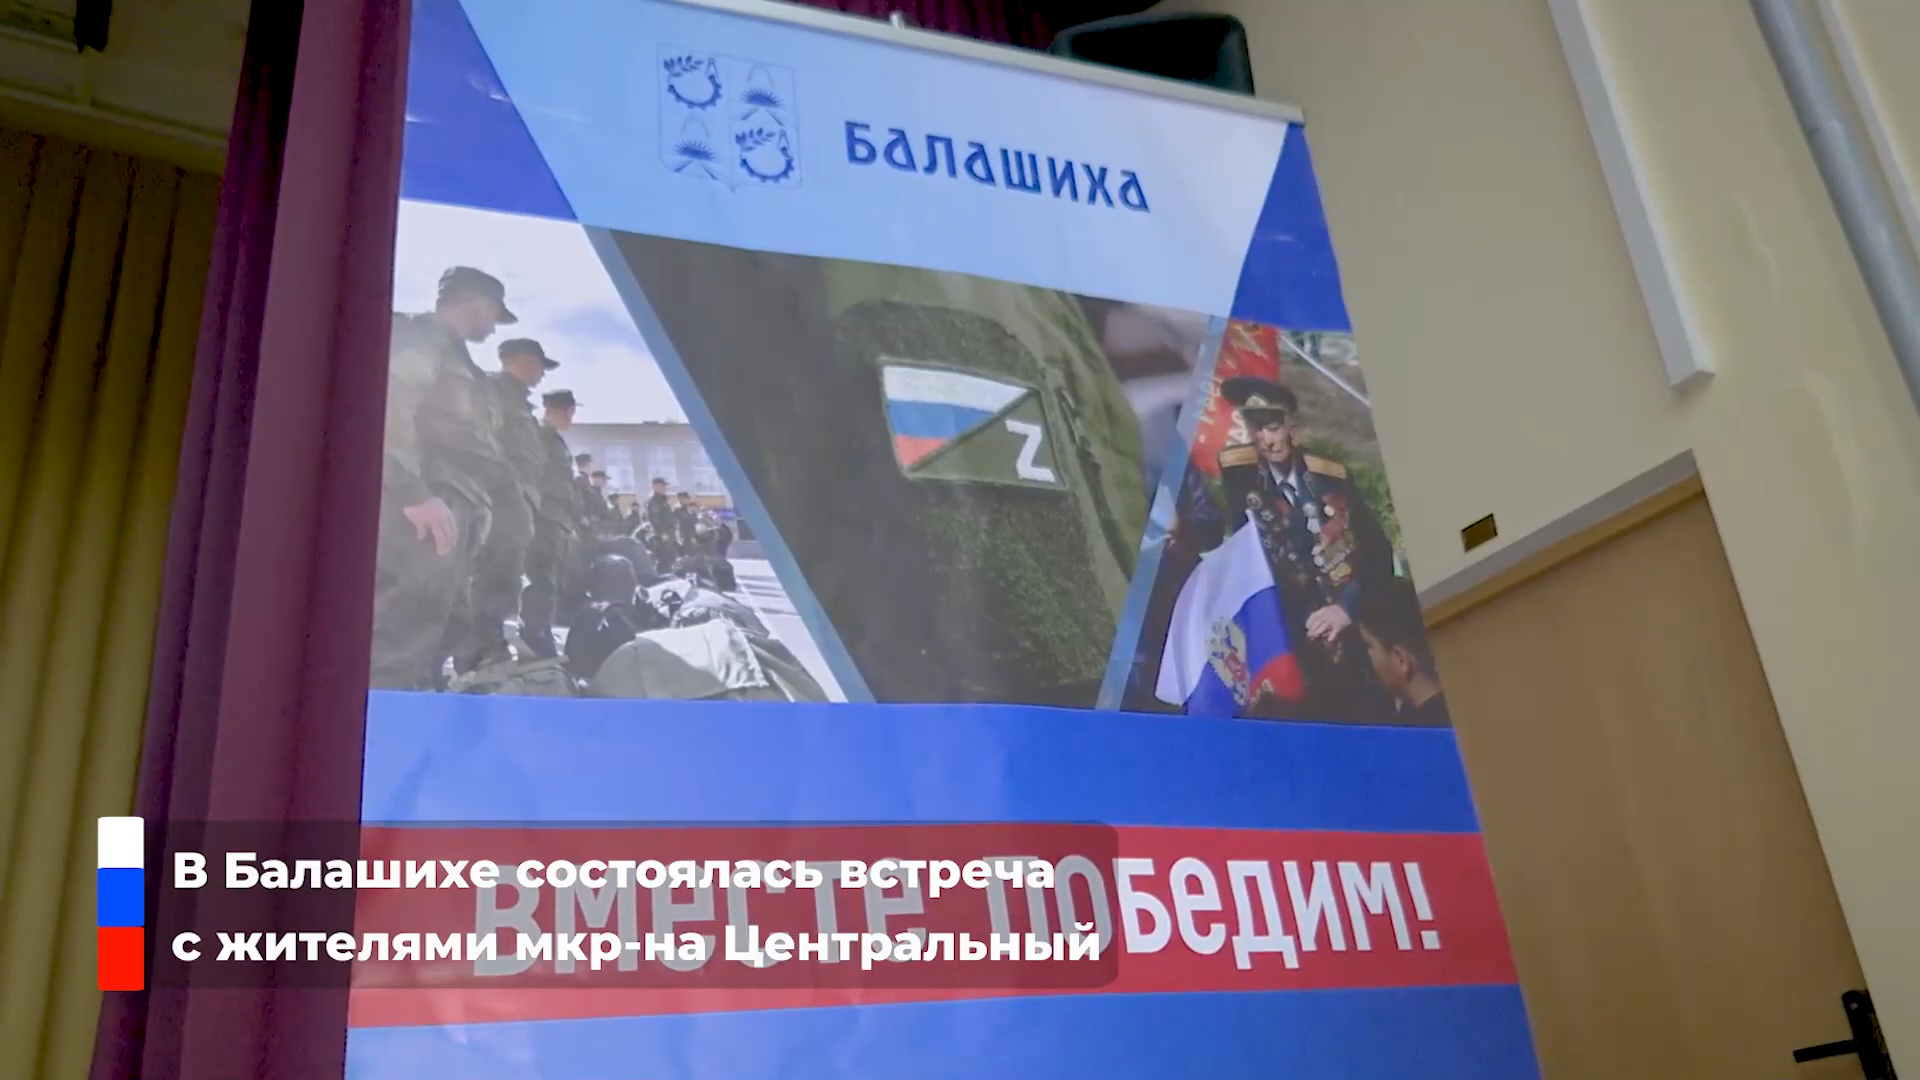 БАЛАШИХА
Z
вместе победим!
В Балашихе состоялась встреча
с жителями мкр-на Центральный